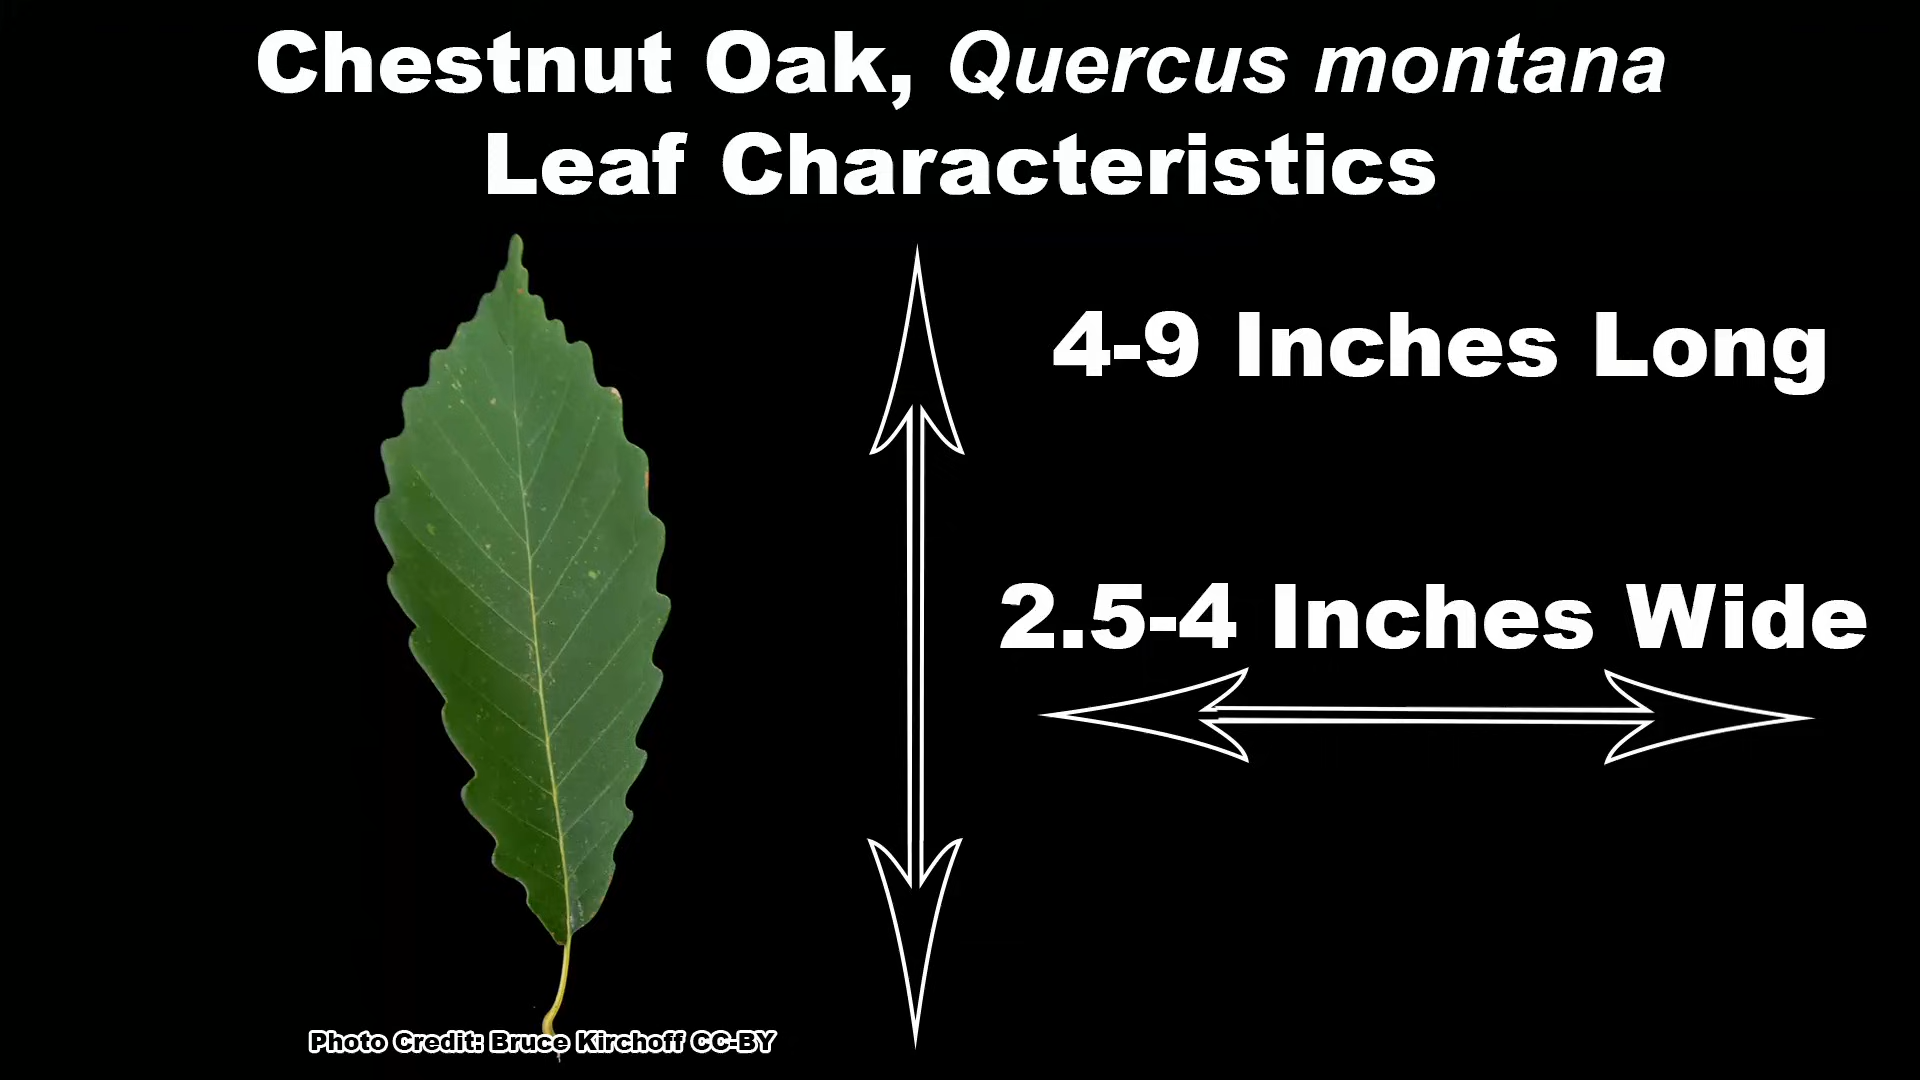 Chestnut Oak, Quercus montana
Leaf Characteristics
4-9 Inches Long
2.5-4 Inches Wide
Photo Credit: Bruce Kirchoff CC-BY